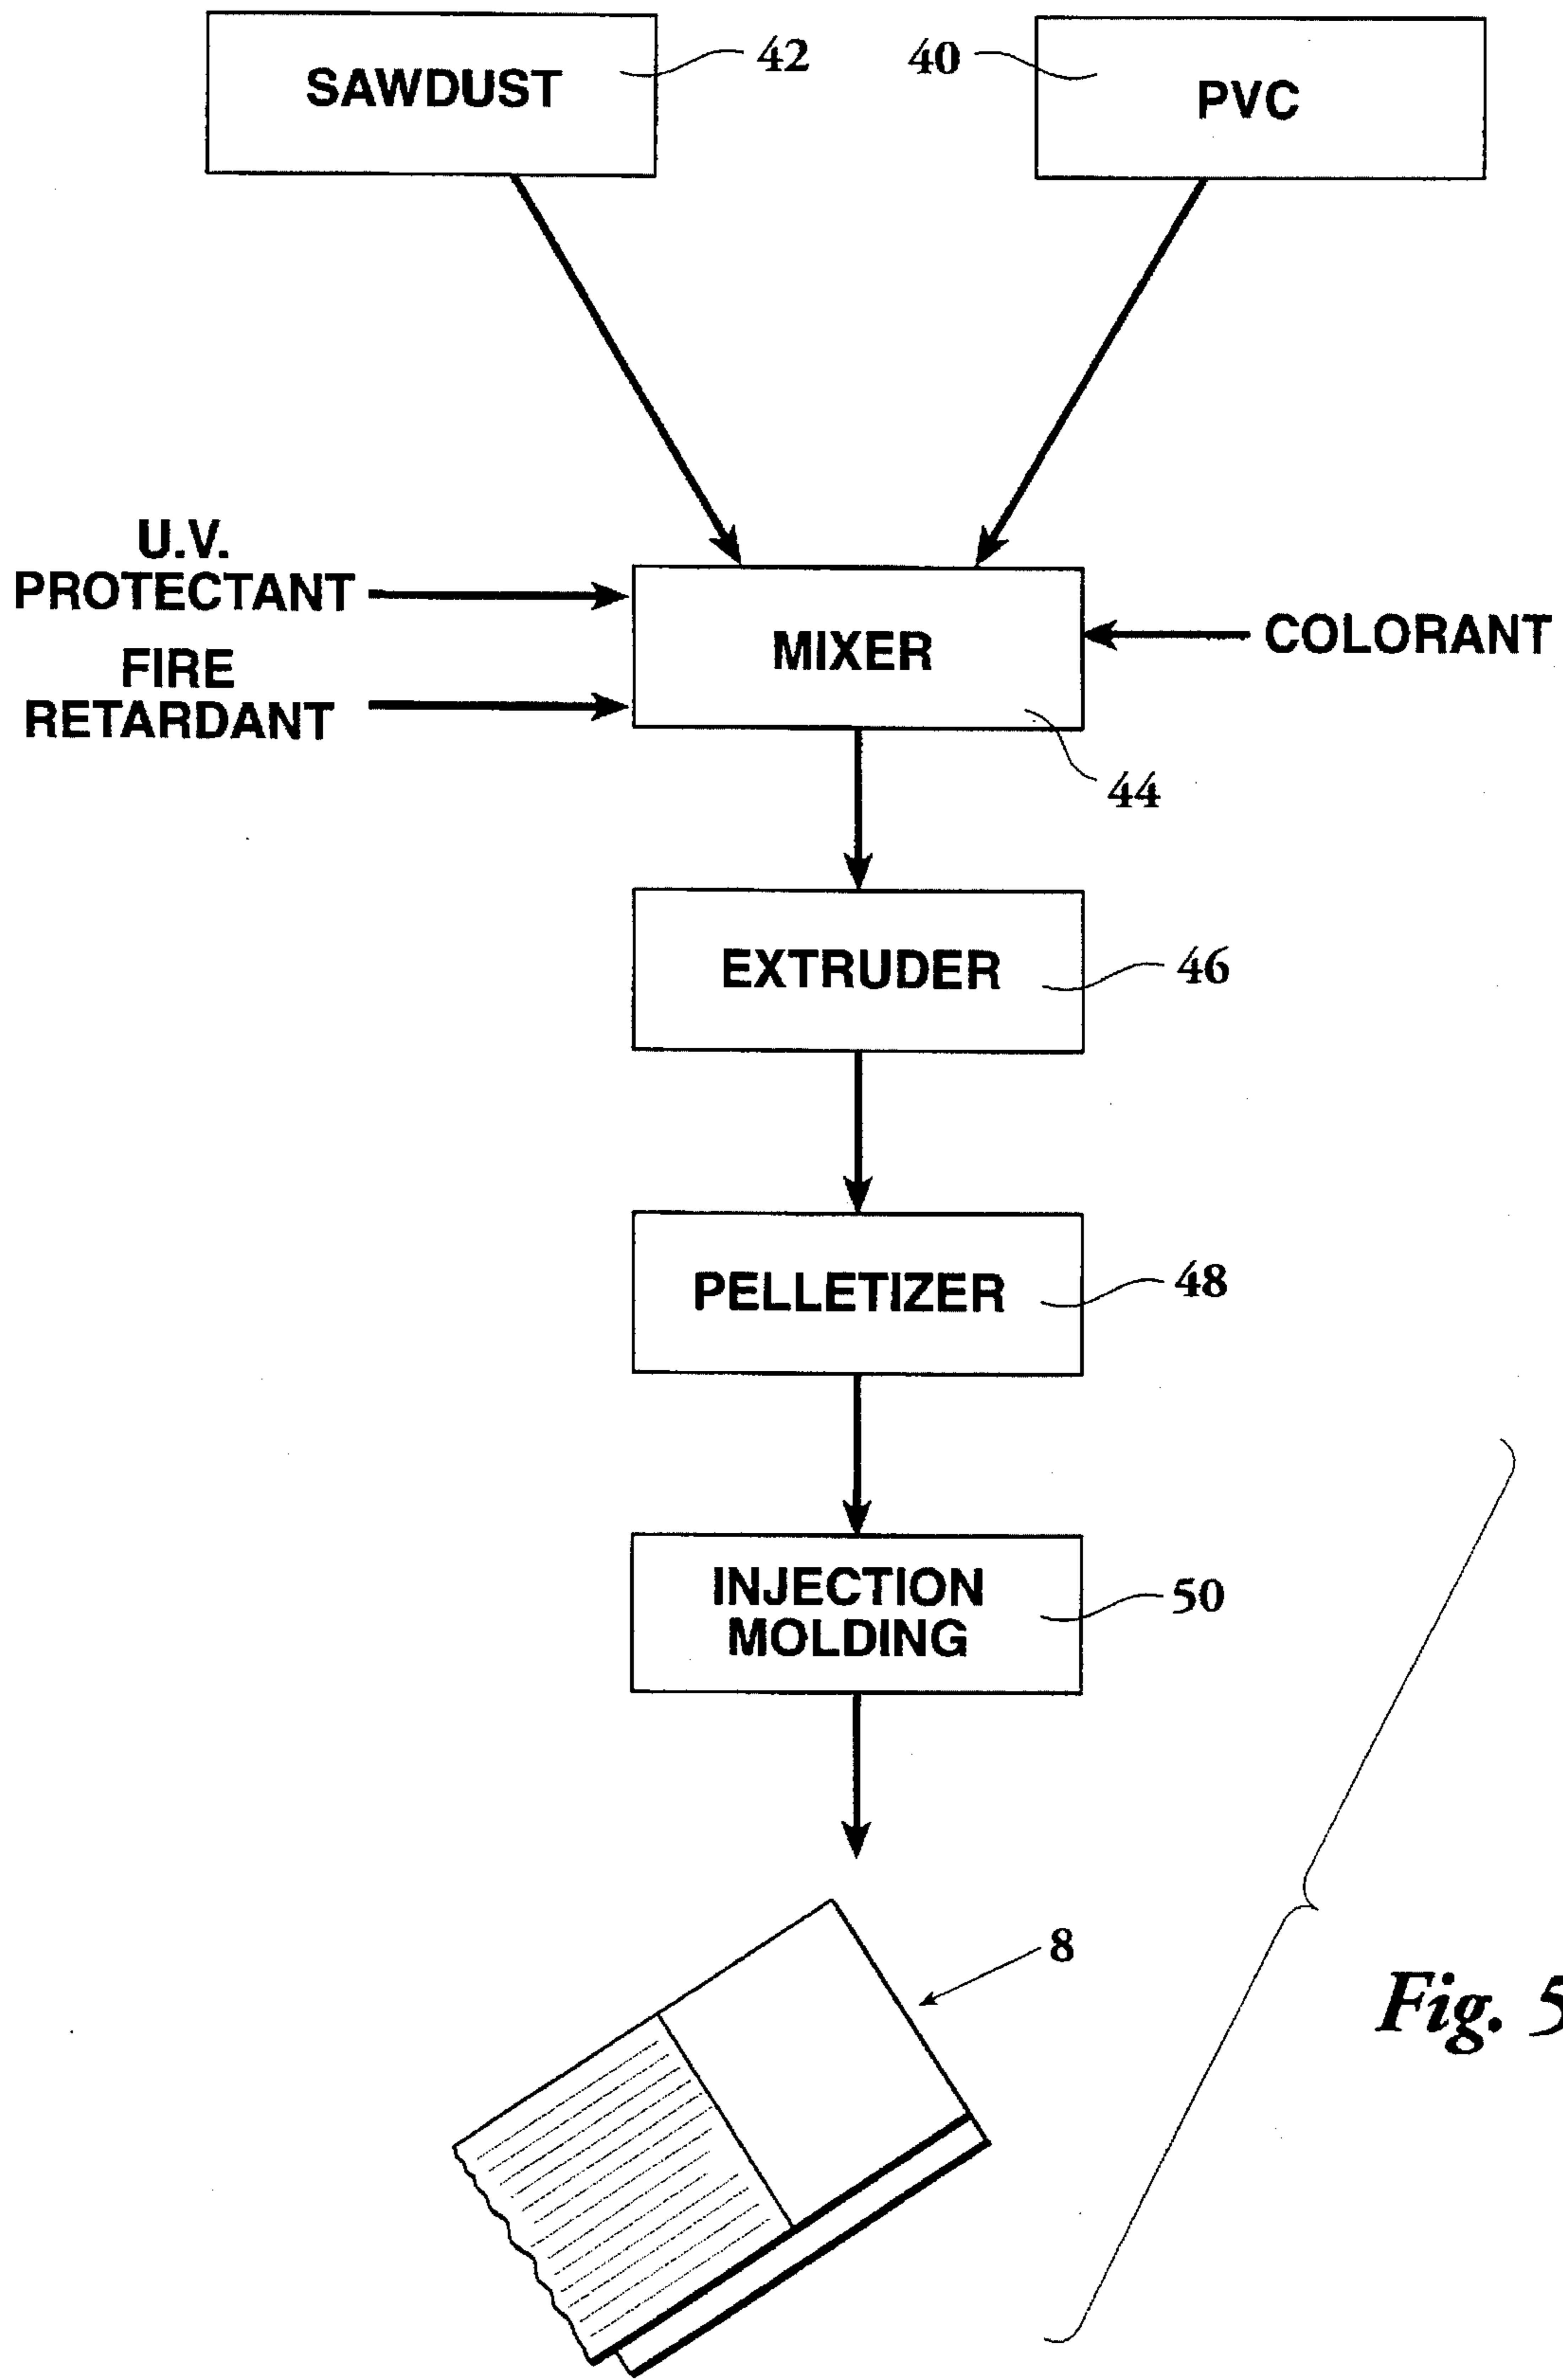 SAWDUST
42
40
PVC
U.V.
PROTECTANT
FIRE
RETARDANT
MIXER
COLORANT
44
EXTRUDER
46
PELLETIZER
48
INJECTION
MOLDING
50
8
Fig. 5